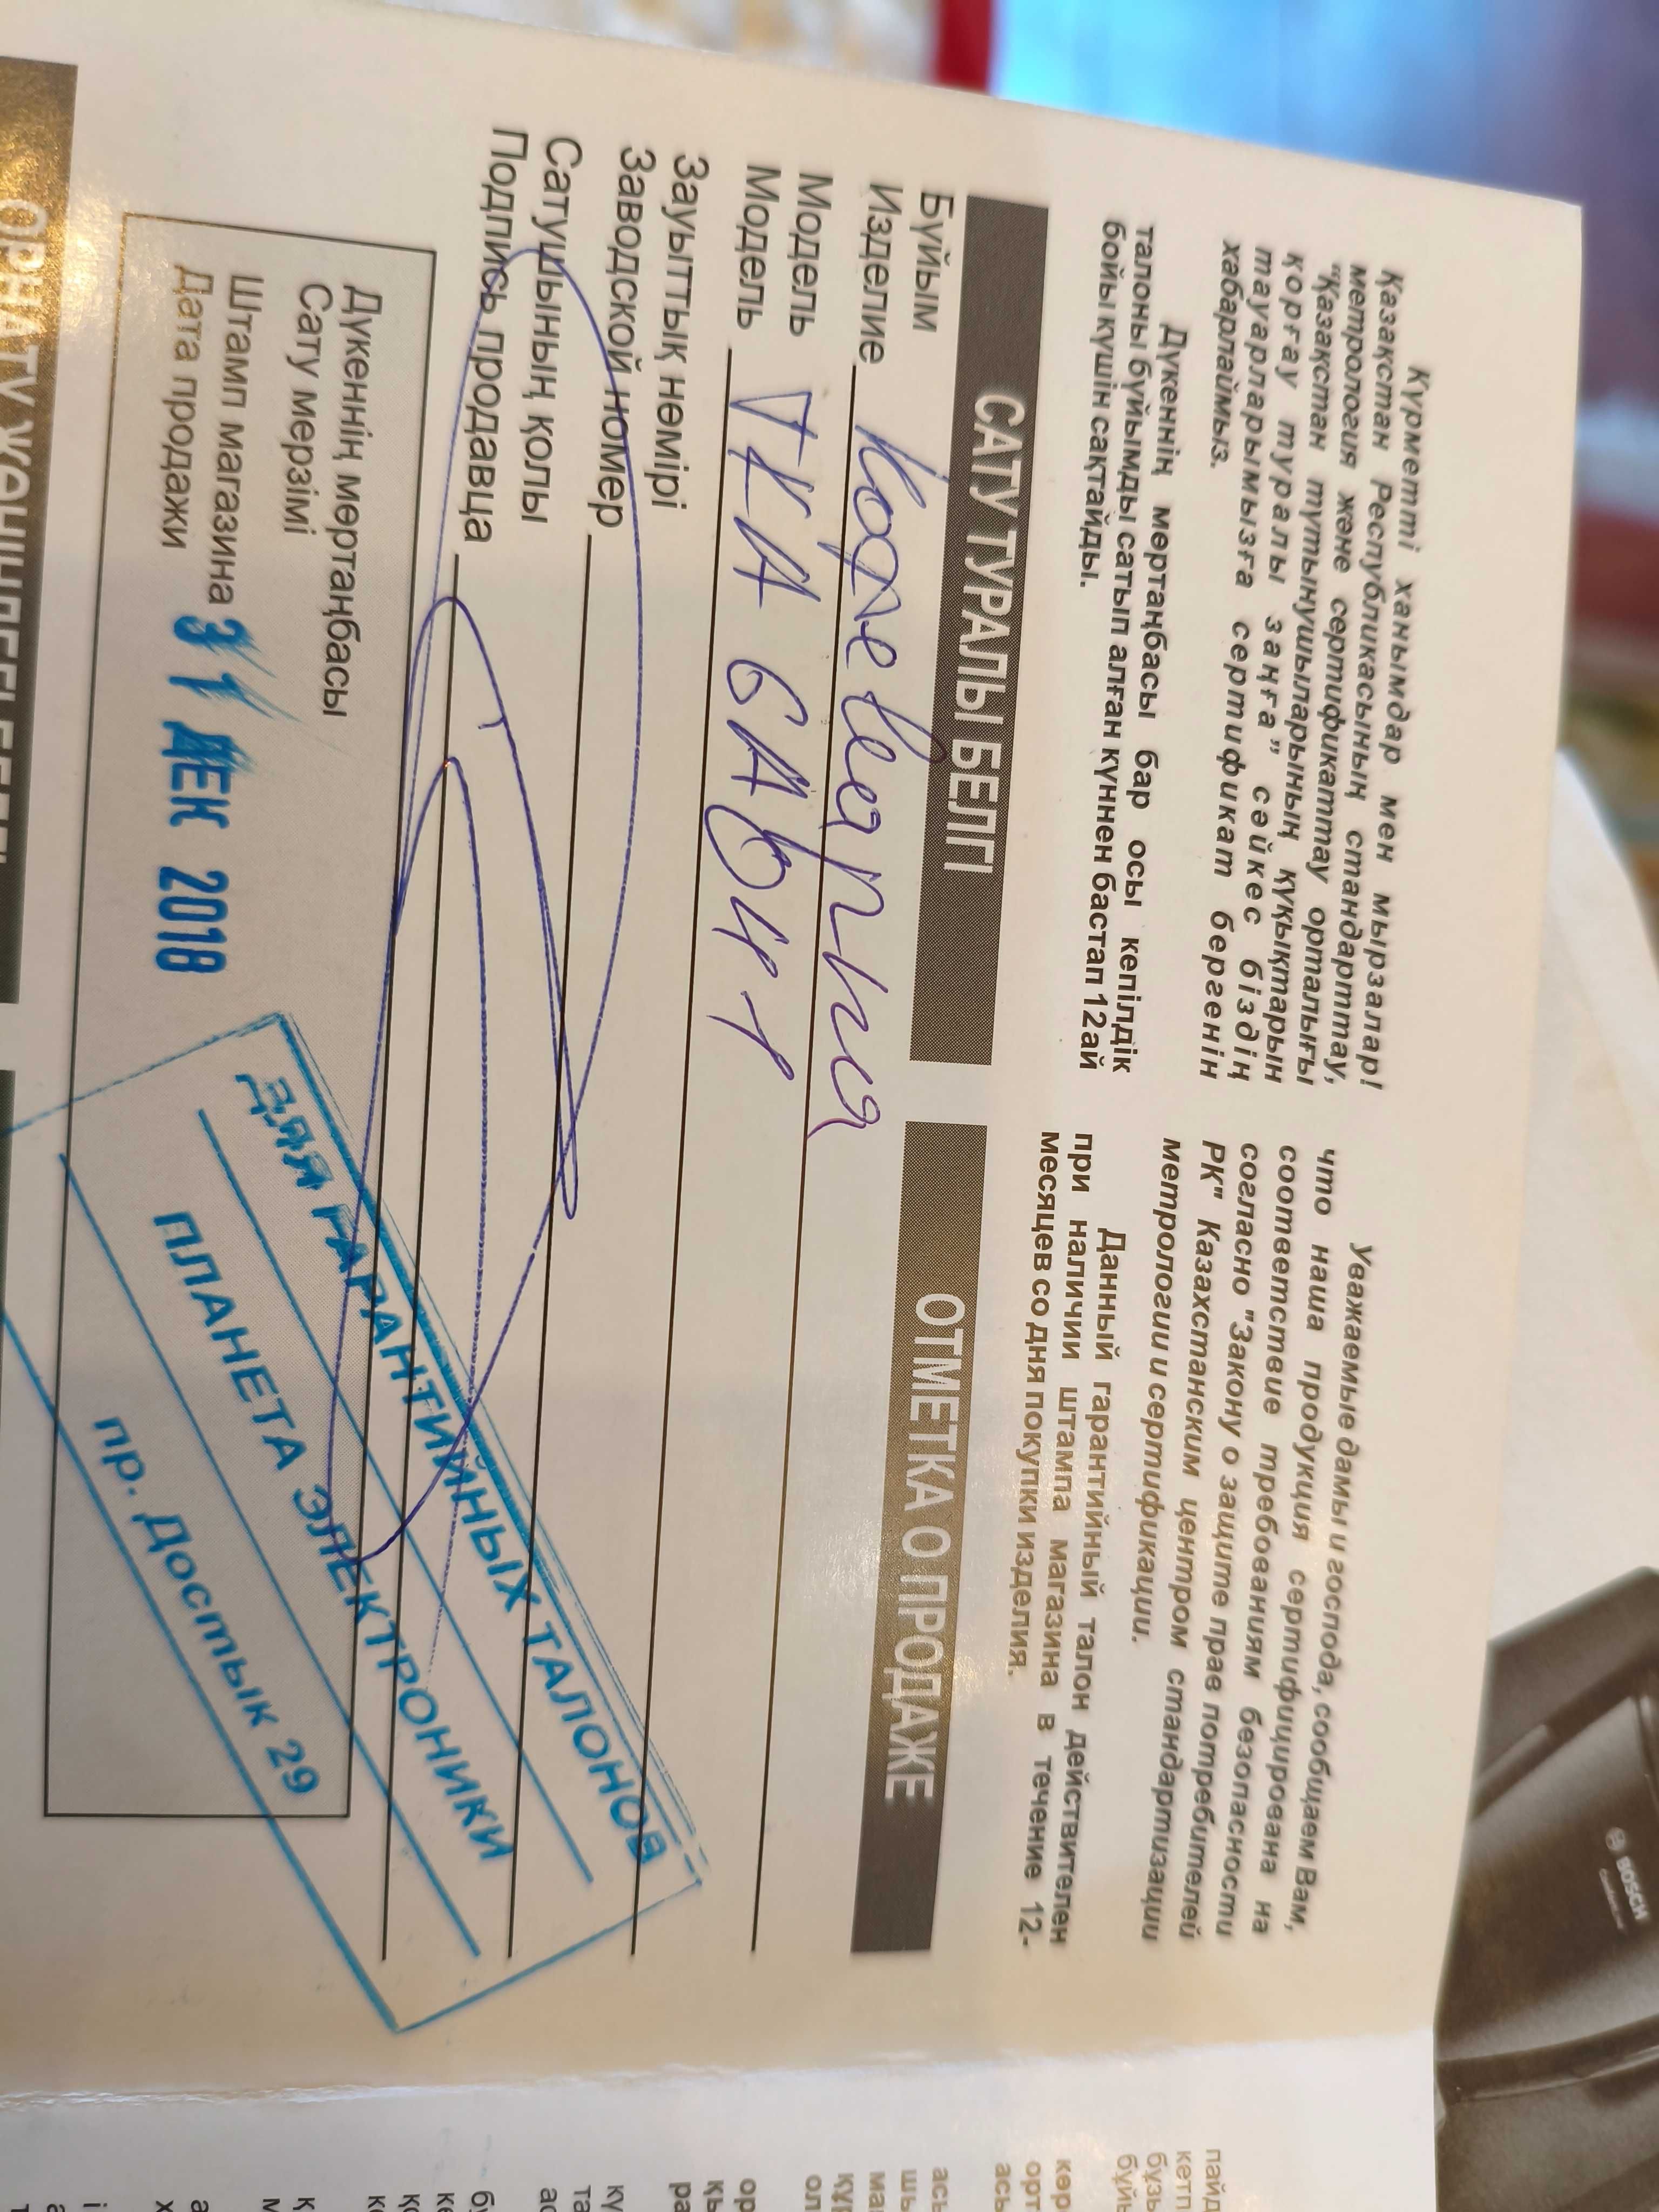 Құрметті ханымдар мен мырзалар!
Қазақстан Республикасының стандарттау,
метрология және сертификаттау орталығы
"Қазақстан тутынушыларының құқықтарын
қорғау туралы заңға" сәйкес біздің
тауарларымызға сертификат бергенін
хабарлаймыз.
Дүкеннің мөртаңбасы бар осы кепілдік
талоны бүйымды сатып алған күннен бастап 12ай
бойы күшін сақтайды.
Уважаемые дамы и господа, сообщаем Вам,
что наша продукция сертифицирована на
соответствие требованиям безопасности
согласно "Закону о защите прав потребителей
РК" Казахстанским центром стандартизации
метрологии и сертификации.
Данный гарантийный талон действителен
при наличии штампа магазина в течение 12-
месяцев со дня покупки изделия.
САТУ ТУРАЛЫ БЕЛГІ
ОТМЕТКА О ПРОДАЖЕ
Бұйым
Изделие Кофеварка
Модель
Модель TKA 6A041
Зауыттық нөмірі
Заводской номер
Сатушының қолы
Подпись продавца
Дүкеннің мөртаңбасы
Сату мерзімі
Штамп магазина
Дата продажи 31 ДЕК 2018
ДЛЯ ГАРАНТИЙНЫХ ТАЛОНОВ
ПЛАНЕТА ЭЛЕКТРОНИКИ
пр. Достык 29
BOSCH